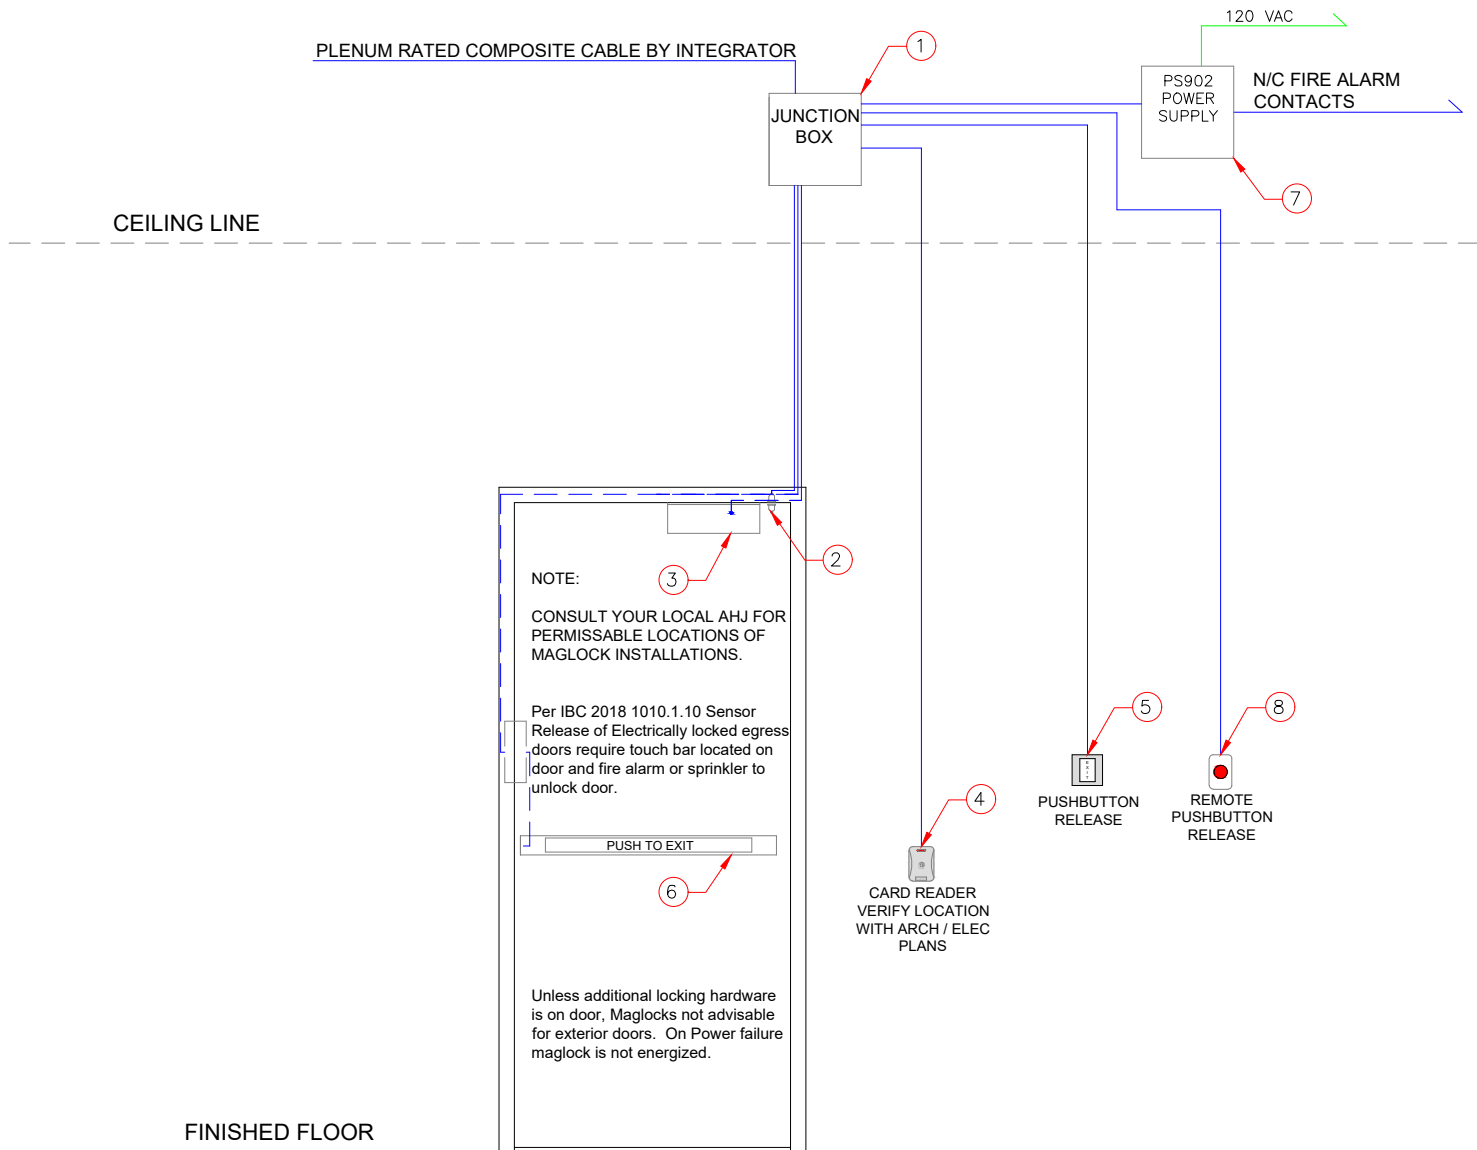 120 VAC
PLENUM RATED COMPOSITE CABLE BY INTEGRATOR
1
JUNCTION
BOX
PS902
POWER
SUPPLY
N/C FIRE ALARM
CONTACTS
7
CEILING LINE
2
3
NOTE:
CONSULT YOUR LOCAL AHJ FOR
PERMISSABLE LOCATIONS OF
MAGLOCK INSTALLATIONS.
Per IBC 2018 1010.1.10 Sensor
Release of Electrically locked egress
doors require touch bar located on
door and fire alarm or sprinkler to
unlock door.
PUSH TO EXIT
6
5
EXIT
PUSHBUTTON
RELEASE
8
REMOTE
PUSHBUTTON
RELEASE
4
CARD READER
VERIFY LOCATION
WITH ARCH / ELEC
PLANS
Unless additional locking hardware
is on door, Maglocks not advisable
for exterior doors.  On Power failure
maglock is not energized.
FINISHED FLOOR